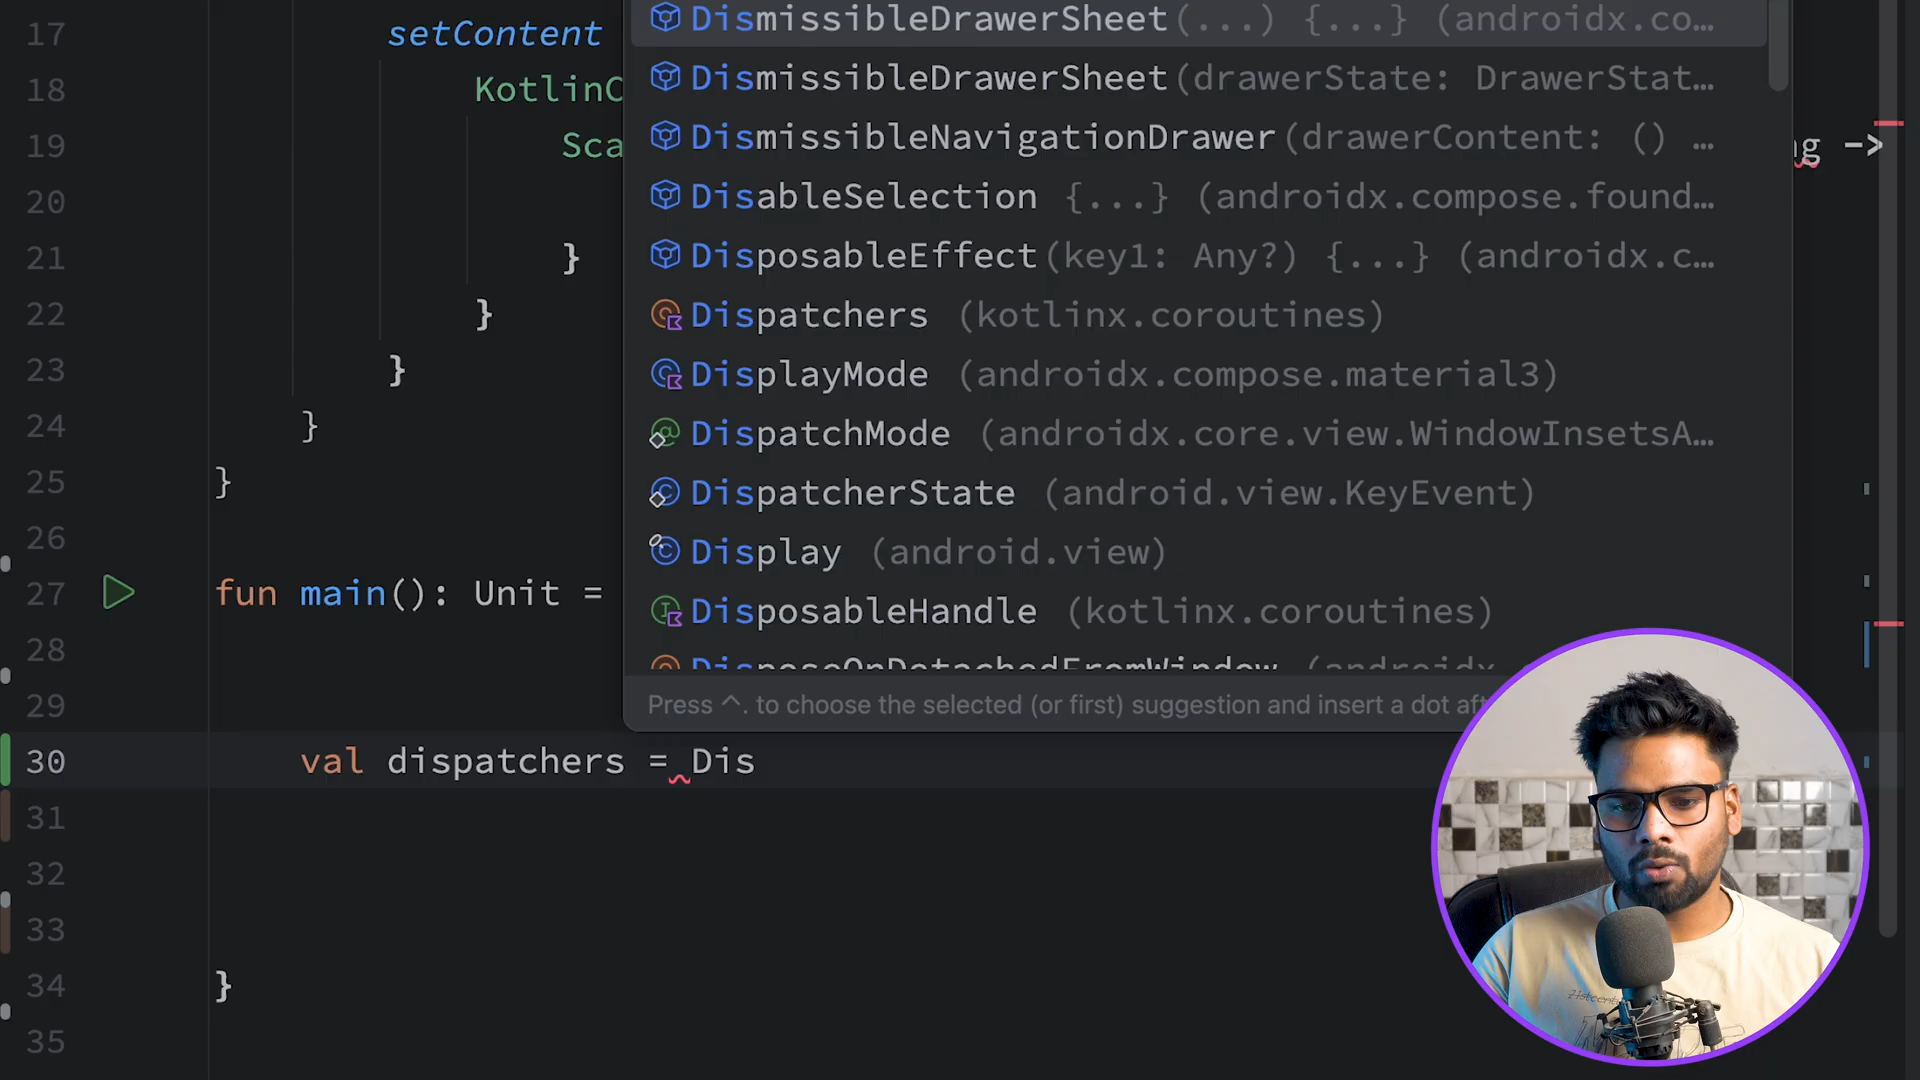 17 setContent
18 KotlinC
19 Sca
20
21 }
22 }
23 }
24 }
25 }
26
27 fun main(): Unit =
28
29
30 val dispatchers = Dis
31
32
33
34 }
35
DismissibleDrawerSheet(...) {...} (androidx.co…
DismissibleDrawerSheet(drawerState: DrawerStat…
DismissibleNavigationDrawer(drawerContent: () …
g ->
DisableSelection {...} (androidx.compose.found…
DisposableEffect(key1: Any?) {...} (androidx.c…
Dispatchers (kotlinx.coroutines)
DisplayMode (androidx.compose.material3)
DispatchMode (androidx.core.view.WindowInsetsA…
DispatcherState (android.view.KeyEvent)
Display (android.view)
DisposableHandle (kotlinx.coroutines)
DisposeOnDetachedFromWindow (androidx
Press ^. to choose the selected (or first) suggestion and insert a dot aft